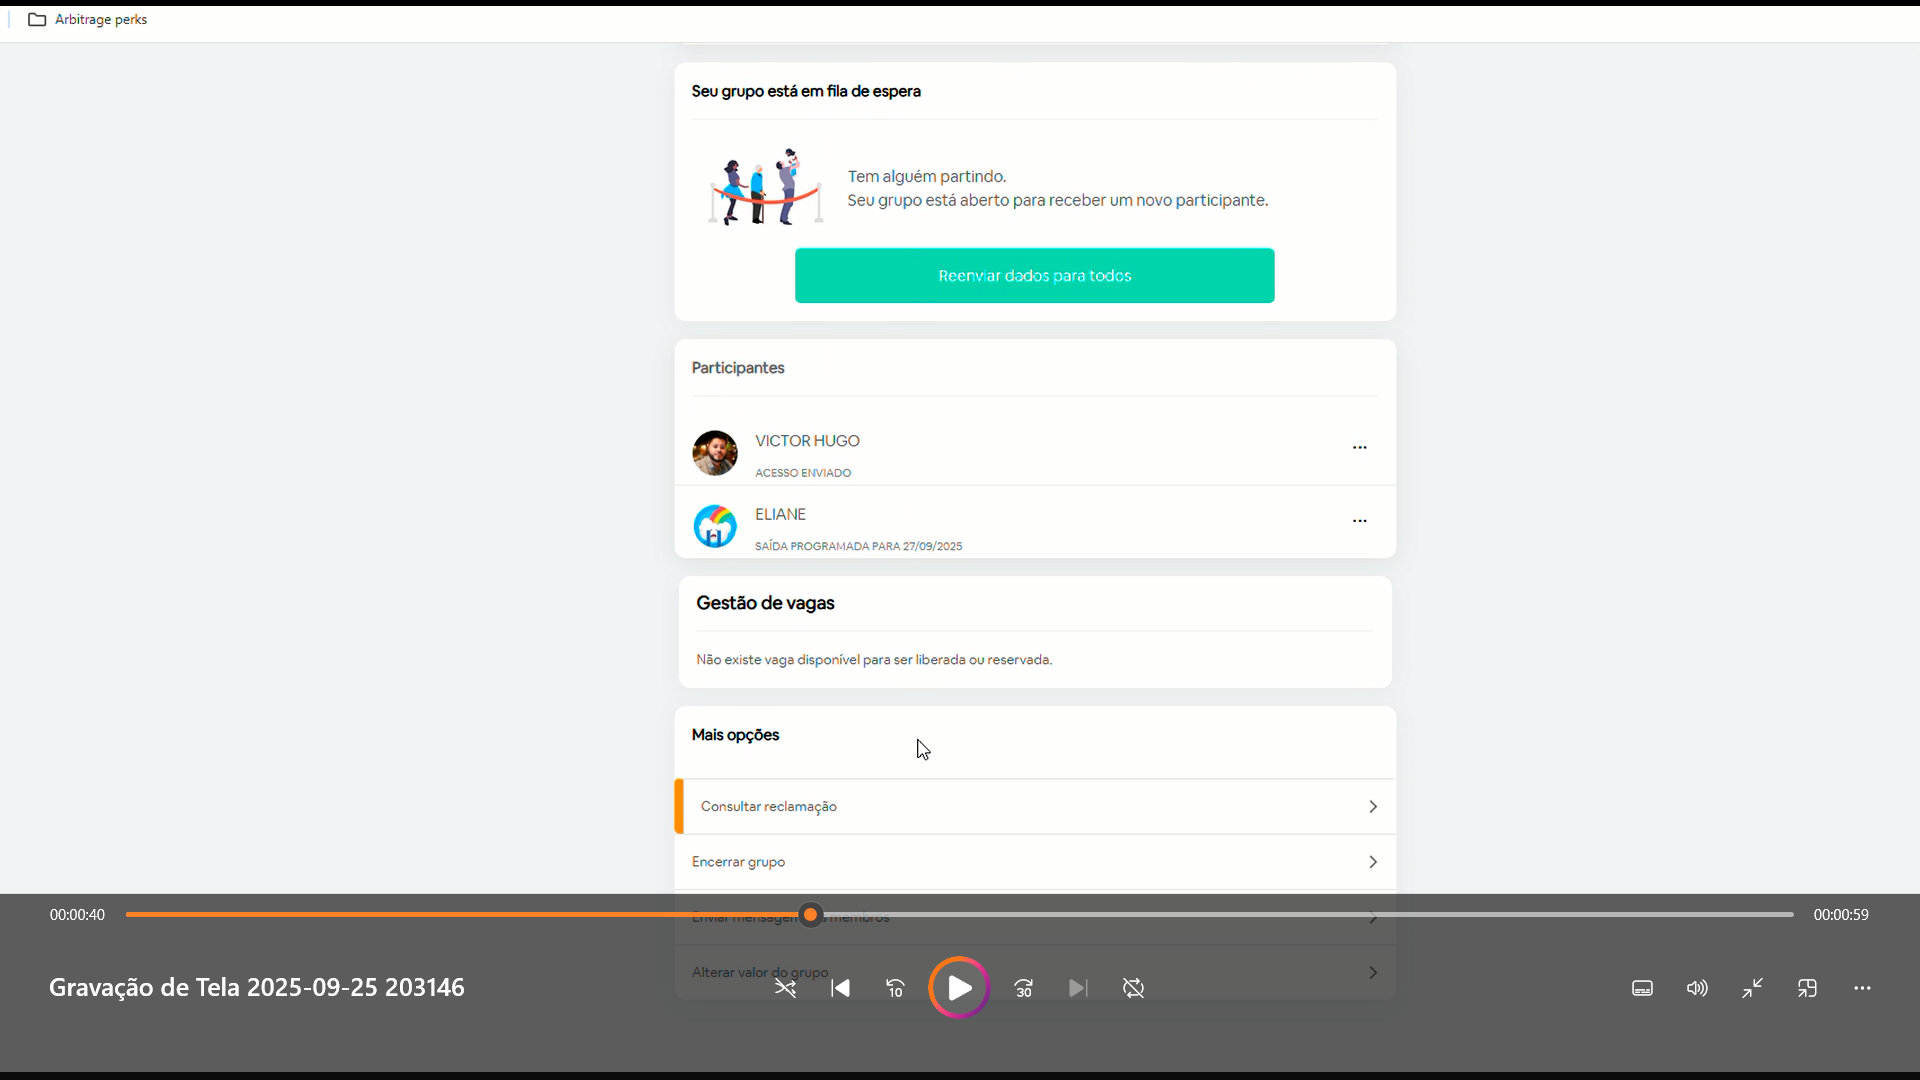 Arbitrage perks
Seu grupo está em fila de espera
Tem alguém partindo.
Seu grupo está aberto para receber um novo participante.
Reenviar dados para todos
Participantes
VICTOR HUGO
ACESSO ENVIADO
ELIANE
SAÍDA PROGRAMADA PARA 27/09/2025
Gestão de vagas
Não existe vaga disponível para ser liberada ou reservada.
Mais opções
Consultar reclamação
Encerrar grupo
00:00:40
Enviar mensagem membros
00:00:59
Alterar valor do grupo
Gravação de Tela 2025-09-25 203146
10
30